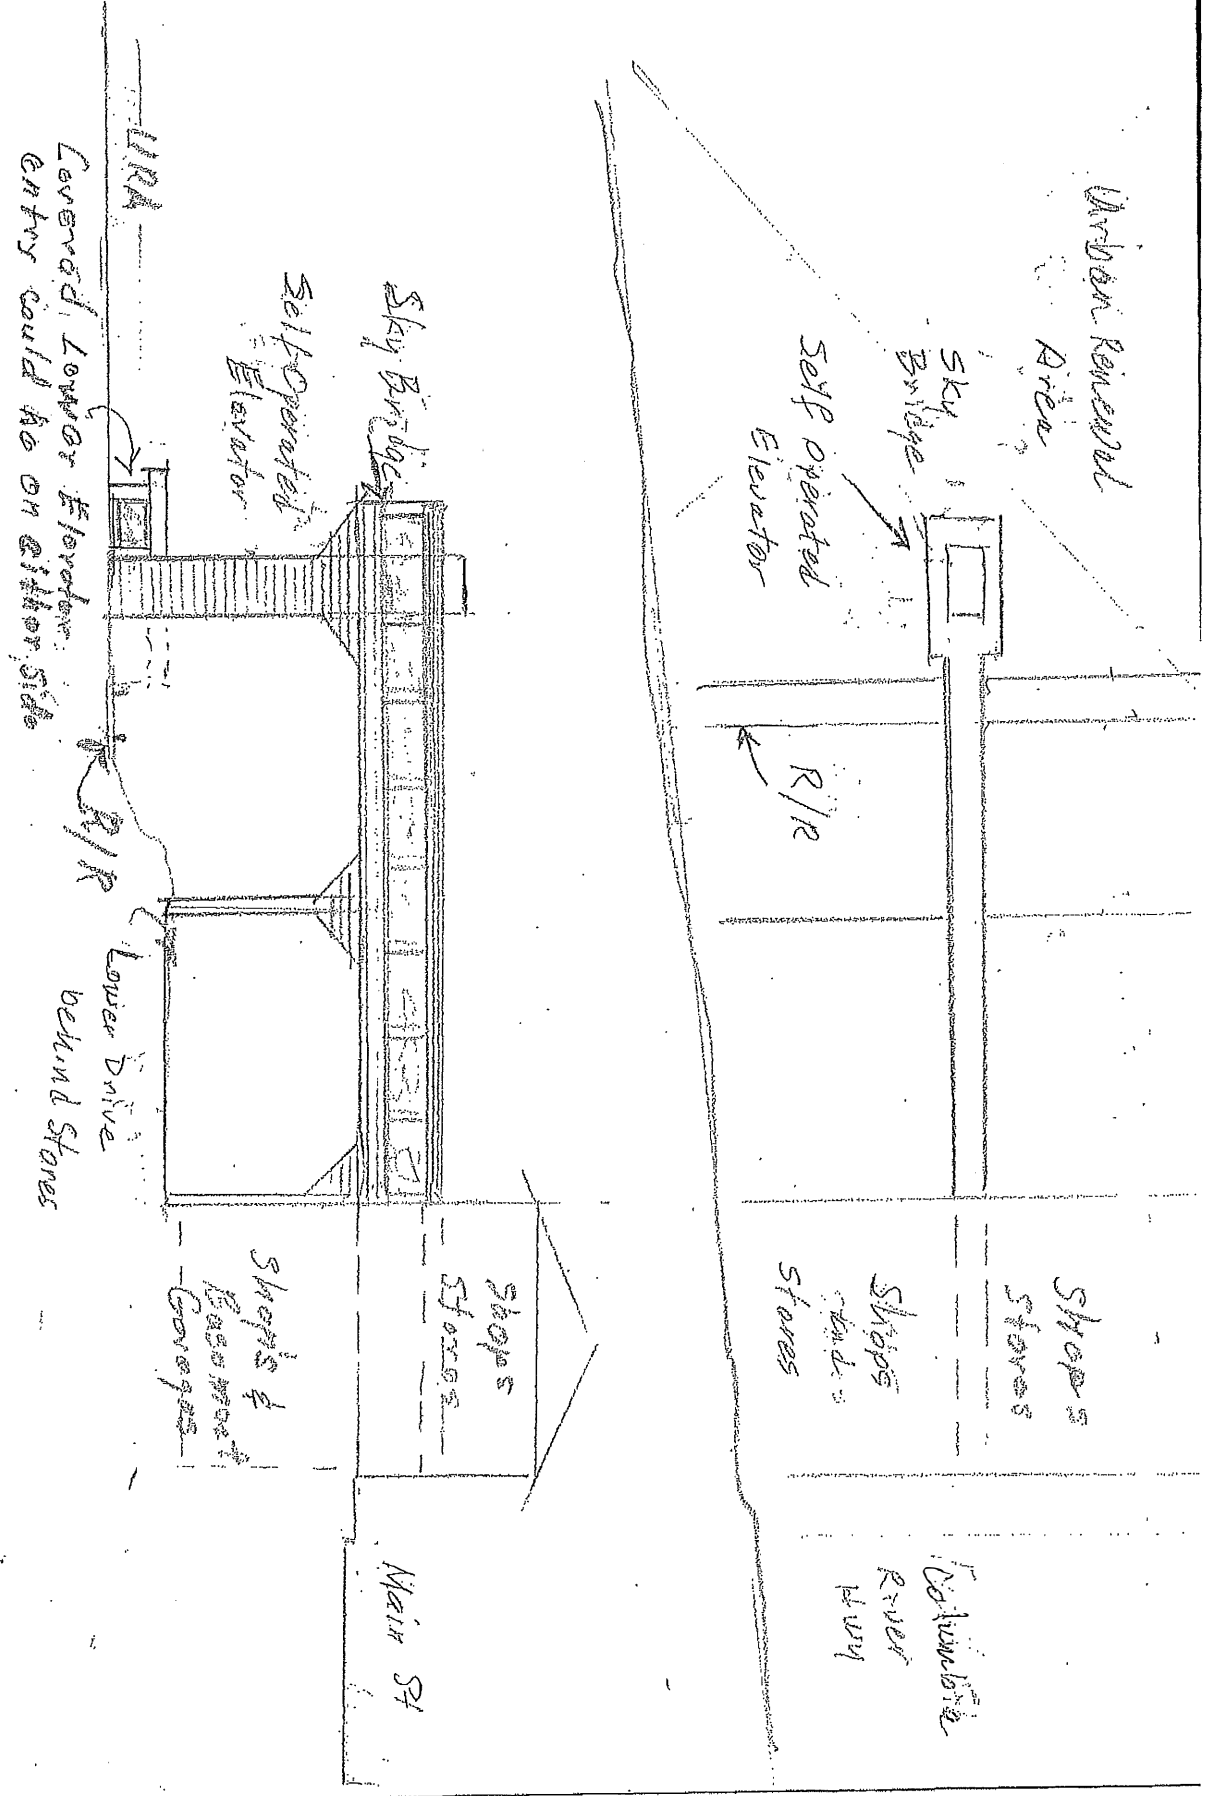 Urban Renewal
Area
Sky
Bridge
Self Operated
Elevator
R/R
Shops
Stores
Shops
and
Stores
Columbia
River
Hwy
Sky Bridge
Self Operated
Elevator
URA
Covered, Lower Elevator
entry could be on either side
R/R
Lower Drive
behind Stores
Shops
Stores
Shops &
Basement
Garages
Main St